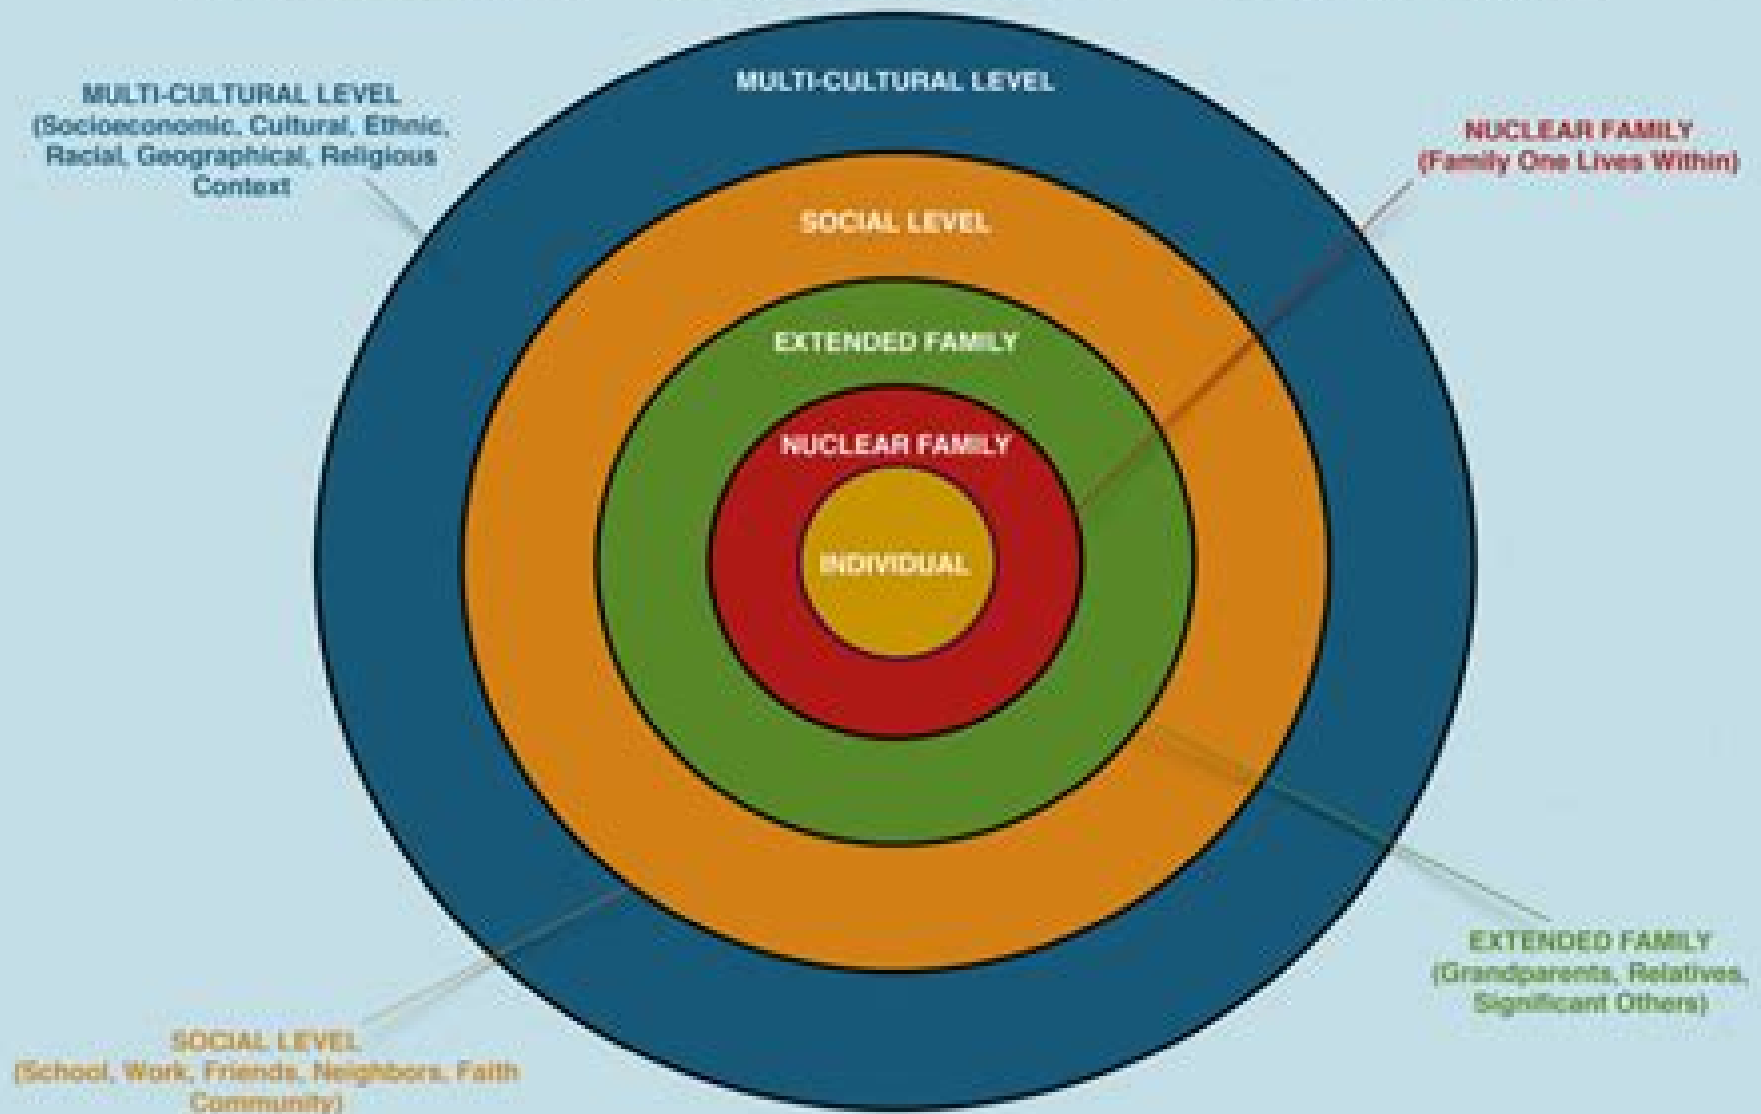 MULTI-CULTURAL LEVEL
MULTI-CULTURAL LEVEL
(Socioeconomic, Cultural, Ethnic,
Racial, Geographical, Religious
Context
NUCLEAR FAMILY
(Family One Lives Within)
SOCIAL LEVEL
EXTENDED FAMILY
NUCLEAR FAMILY
INDIVIDUAL
EXTENDED FAMILY
(Grandparents, Relatives,
Significant Others)
SOCIAL LEVEL
(School, Work, Friends, Neighbors, Faith
Community)